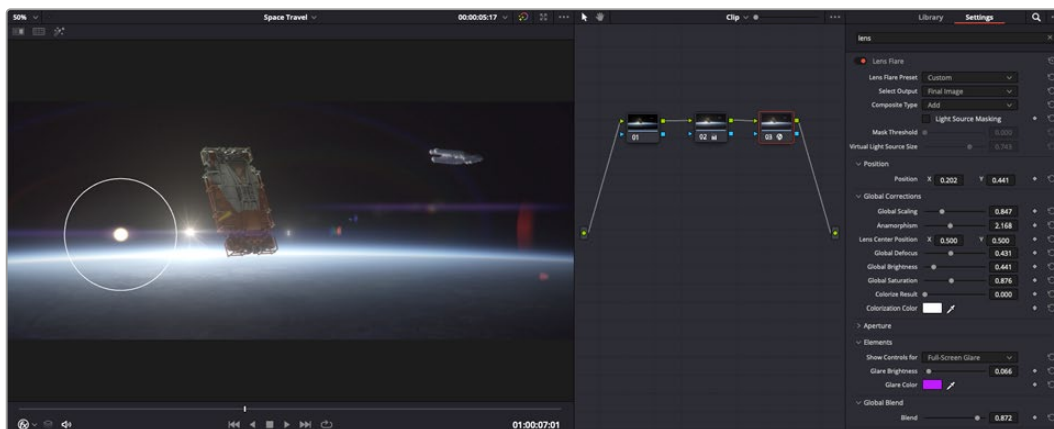 50% Space Travel 00:00:05:17
Clip
Library Settings
lens
Lens Flare
Lens Flare Preset Custom
Select Output Final Image
Composite Type Add
Light Source Masking
Mask Threshold 0.000
Virtual Light Source Size 0.743
Position
Position X 0.202 Y 0.441
Global Corrections
Global Scaling 0.847
Anamorphism 2.168
Lens Center Position X 0.500 Y 0.500
Global Defocus 0.431
Global Brightness 0.441
Global Saturation 0.876
Colorize Result 0.000
Colorization Color
Aperture
Elements
Show Controls for Full-Screen Glare
Glare Brightness 0.066
Glare Color
Global Blend
Blend 0.872
01 02 03
fx
01:00:07:01